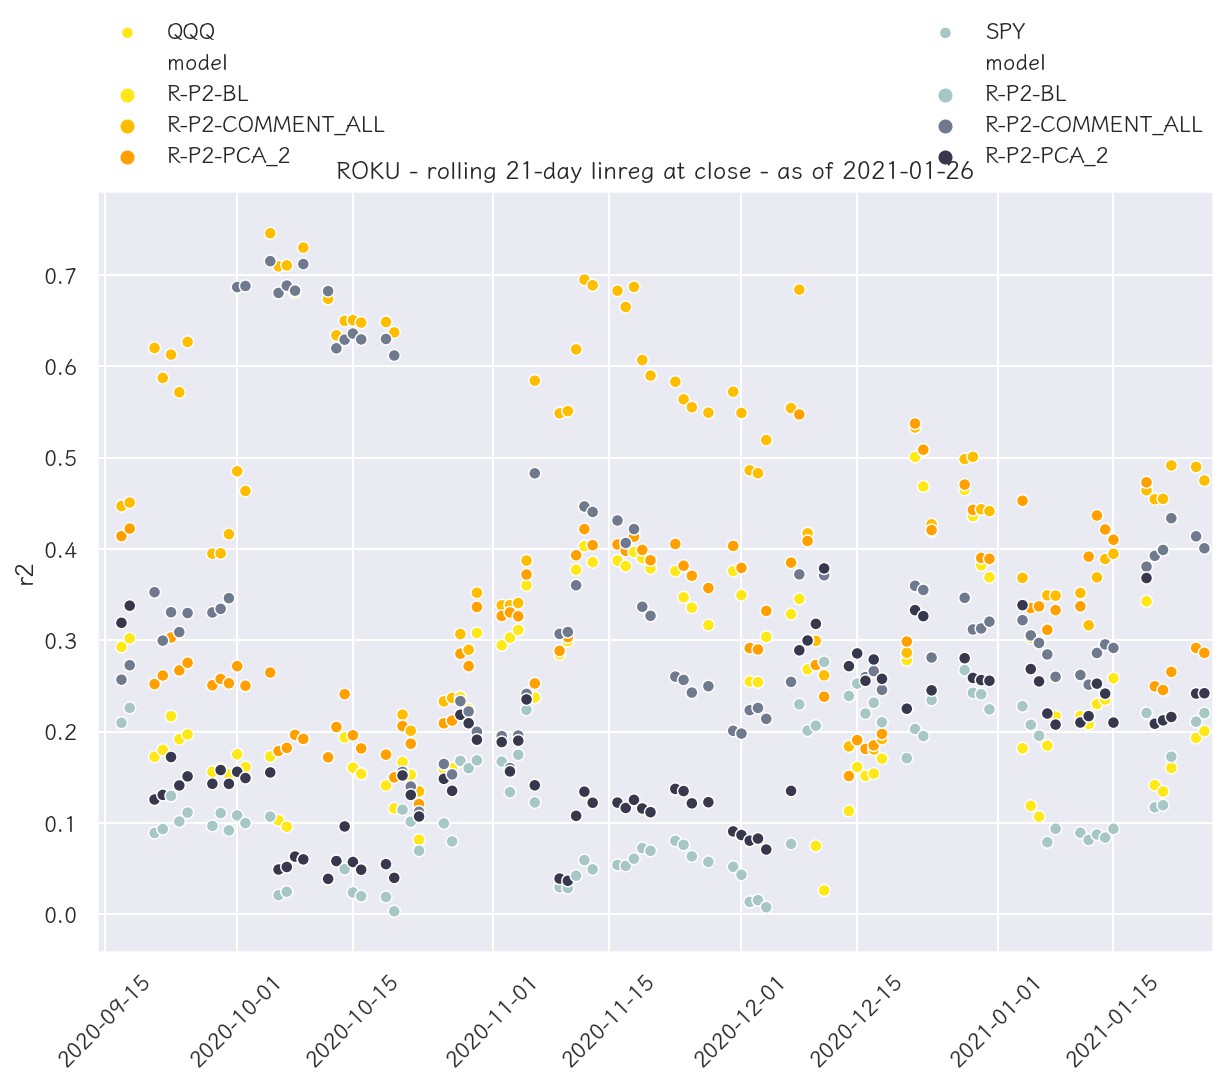 QQQ
model
R-P2-BL
R-P2-COMMENT_ALL
R-P2-PCA_2
SPY
model
R-P2-BL
R-P2-COMMENT_ALL
R-P2-PCA_2
ROKU - rolling 21-day linreg at close - as of 2021-01-26
r2
0.7
0.6
0.5
0.4
0.3
0.2
0.1
0.0
2020-09-15
2020-10-01
2020-10-15
2020-11-01
2020-11-15
2020-12-01
2020-12-15
2021-01-01
2021-01-15